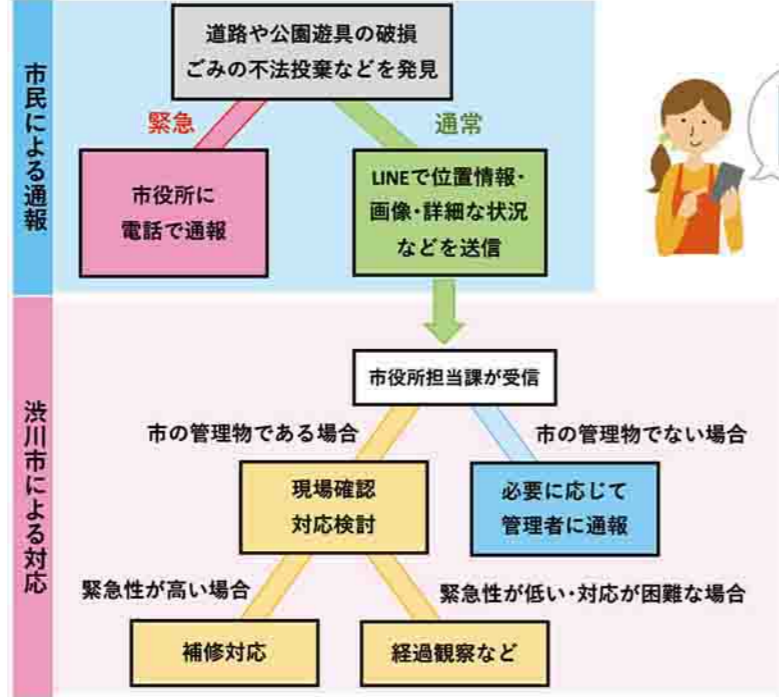 市民による通報
道路や公園遊具の破損
ごみの不法投棄などを発見
緊急
通常
市役所に
電話で通報
LINEで位置情報・
画像・詳細な状況
などを送信
渋川市による対応
市役所担当課が受信
市の管理物である場合
市の管理物でない場合
現場確認
対応検討
必要に応じて
管理者に通報
緊急性が高い場合
緊急性が低い・対応が困難な場合
補修対応
経過観察など